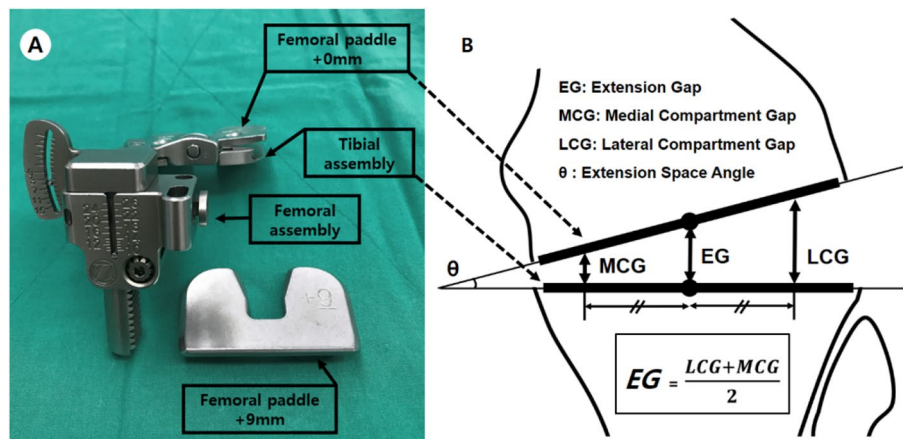 A
Femoral paddle
+0mm
Tibial
assembly
Femoral
assembly
+9
Femoral paddle
+9mm
B
EG: Extension Gap
MCG: Medial Compartment Gap
LCG: Lateral Compartment Gap
θ : Extension Space Angle
θ
MCG
EG
LCG
EG = LCG+MCG
2